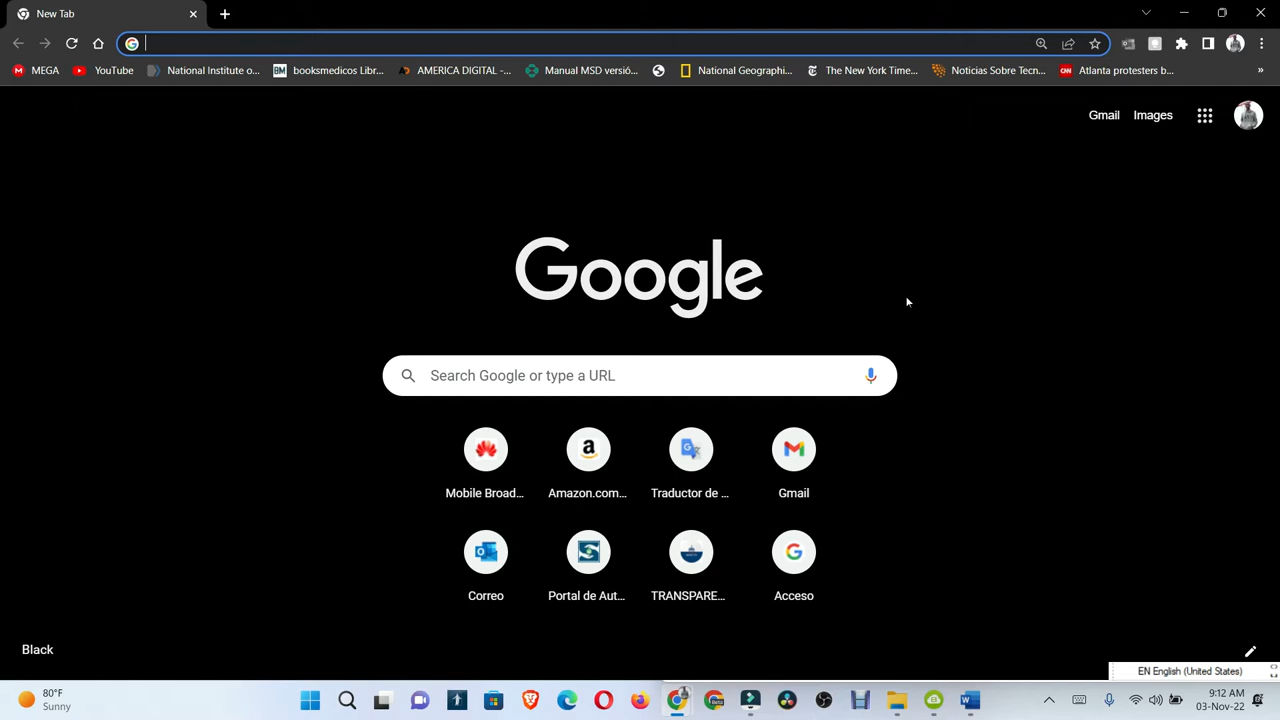 New Tab
MEGA
YouTube
National Institute o...
booksmedicos Libr...
AMERICA DIGITAL -...
Manual MSD versió...
National Geographi...
The New York Time...
Noticias Sobre Tecn...
CNN
Atlanta protesters b...
»
Gmail
Images
Google
Search Google or type a URL
Mobile Broad...
Amazon.com...
Traductor de ...
Gmail
Correo
Portal de Aut...
TRANSPARE...
Acceso
Black
EN English (United States)
80°F
Sunny
9:12 AM
03-Nov-22